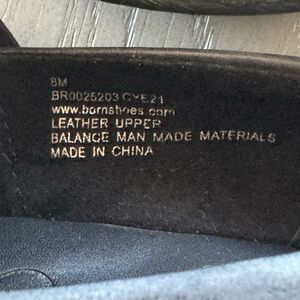 8M
BR0025203 CYE21
www.bornshoes.com
LEATHER UPPER
BALANCE MAN MADE MATERIALS
MADE IN CHINA